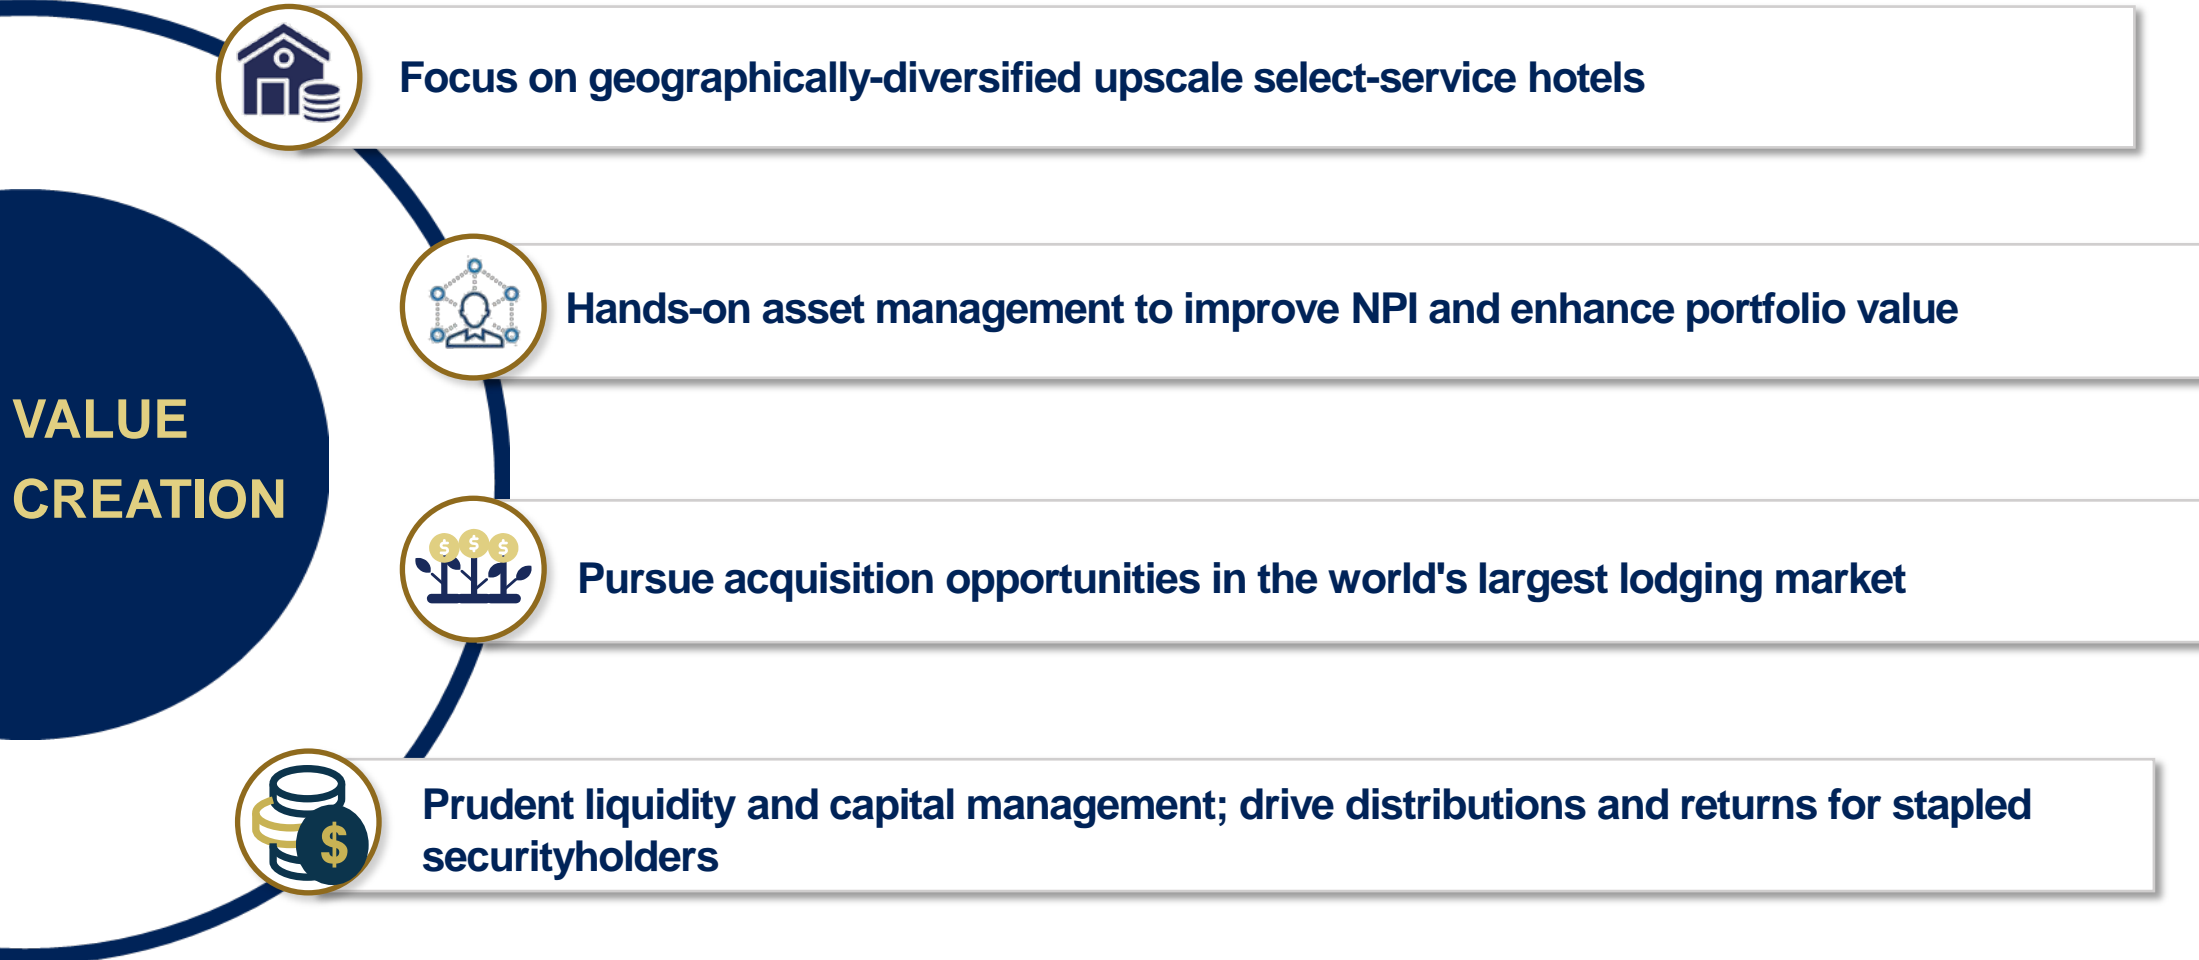 Focus on geographically-diversified upscale select-service hotels
Hands-on asset management to improve NPI and enhance portfolio value
VALUE
CREATION
Pursue acquisition opportunities in the world's largest lodging market
Prudent liquidity and capital management; drive distributions and returns for stapled
securityholders